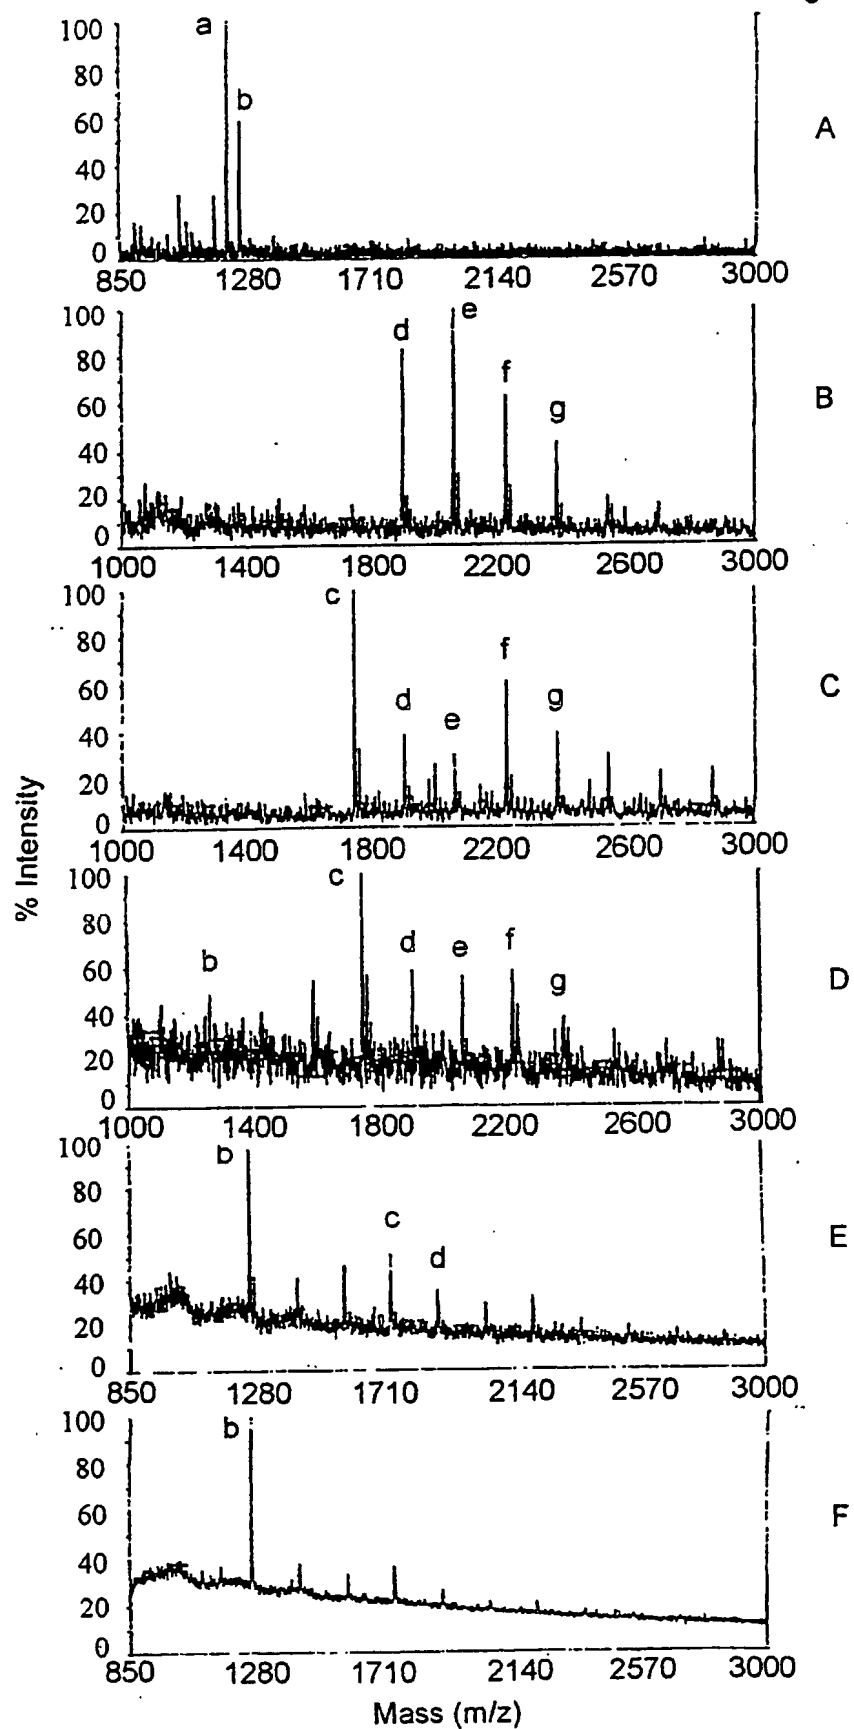 100 a
80
60 b
A
40
20
0
850 1280 1710 2140 2570 3000
100 e
80 d
60 f
B
g
40
20
0
1000 1400 1800 2200 2600 3000
100 c
80
f
60 d g
C
e
40
20
0
1000 1400 1800 2200 2600 3000
% Intensity
100 c
80
b d e f
60 g
D
40
20
0
1000 1400 1800 2200 2600 3000
100 b
80
c
60 d
E
40
20
0
850 1280 1710 2140 2570 3000
100 b
80
60
F
40
20
0
850 1280 1710 2140 2570 3000
Mass (m/z)